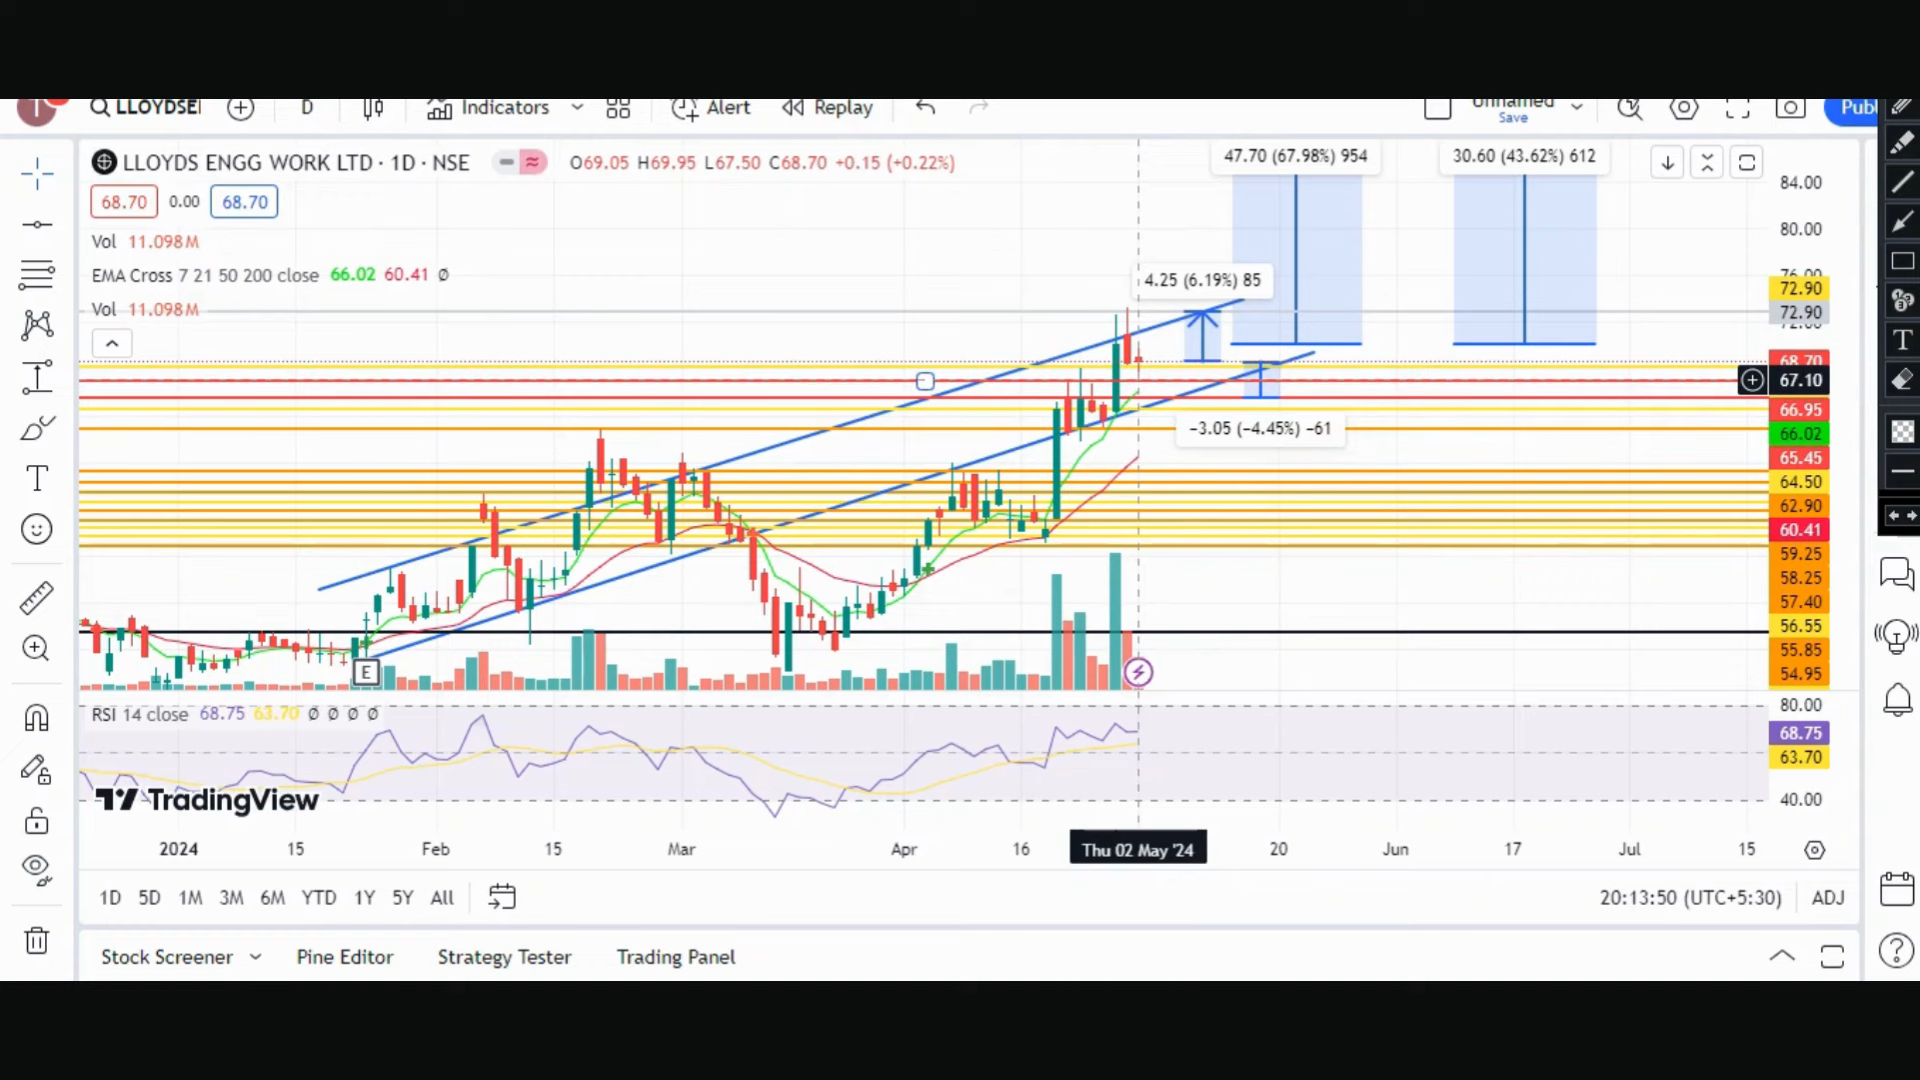 LLOYDSEI
D
Indicators
Alert
Replay
Unnamed
Save
Publ
LLOYDS ENGG WORK LTD · 1D · NSE
O69.05 H69.95 L67.50 C68.70 +0.15 (+0.22%)
47.70 (67.98%) 954
30.60 (43.62%) 612
68.70 0.00 68.70
Vol 11.098M
EMA Cross 7 21 50 200 close 66.02 60.41 Ø
Vol 11.098M
4.25 (6.19%) 85
−3.05 (−4.45%) −61
84.00
80.00
76.00
72.90
72.90
72.00
68.70
67.10
66.95
66.02
65.45
64.50
62.90
60.41
59.25
58.25
57.40
56.55
55.85
54.95
E
RSI 14 close 68.75 63.70 Ø Ø Ø Ø
80.00
68.75
63.70
40.00
TradingView
2024 15 Feb 15 Mar Apr 16 Thu 02 May '24 20 Jun 17 Jul 15
1D 5D 1M 3M 6M YTD 1Y 5Y All
20:13:50 (UTC+5:30) ADJ
Stock Screener Pine Editor Strategy Tester Trading Panel